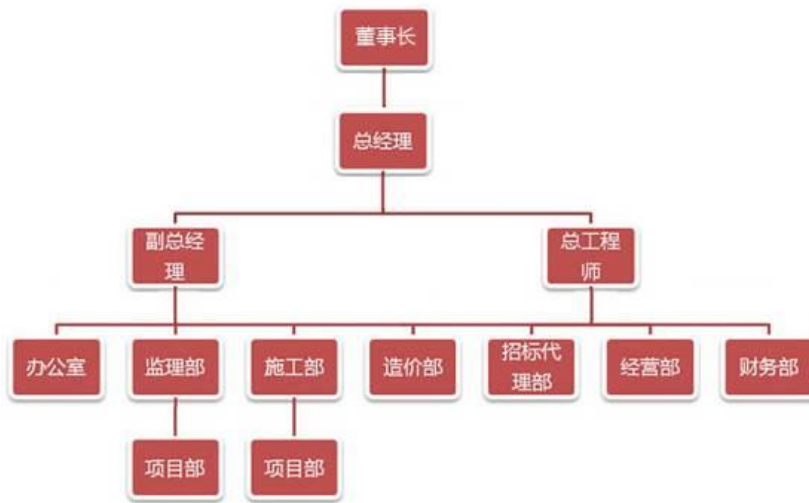 董事长
总经理
副总经
理
总工程
师
办公室
监理部
施工部
造价部
招标代
理部
经营部
财务部
项目部
项目部